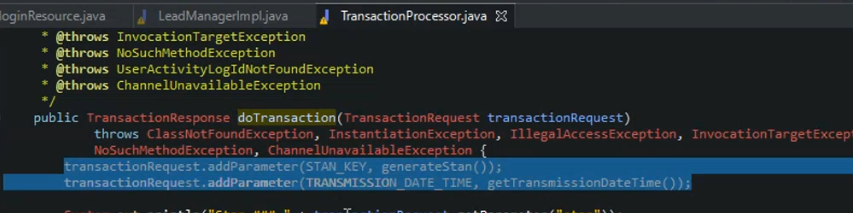 loginResource.java LeadManagerImpl.java TransactionProcessor.java
* @throws InvocationTargetException
* @throws NoSuchMethodException
* @throws UserActivityLogIdNotFoundException
* @throws ChannelUnavailableException
*/
public TransactionResponse doTransaction(TransactionRequest transactionRequest)
throws ClassNotFoundException, InstantiationException, IllegalAccessException, InvocationTargetExcept
NoSuchMethodException, ChannelUnavailableException {
transactionRequest.addParameter(STAN_KEY, generateStan());
transactionRequest.addParameter(TRANSMISSION_DATE_TIME, getTransmissionDateTime());